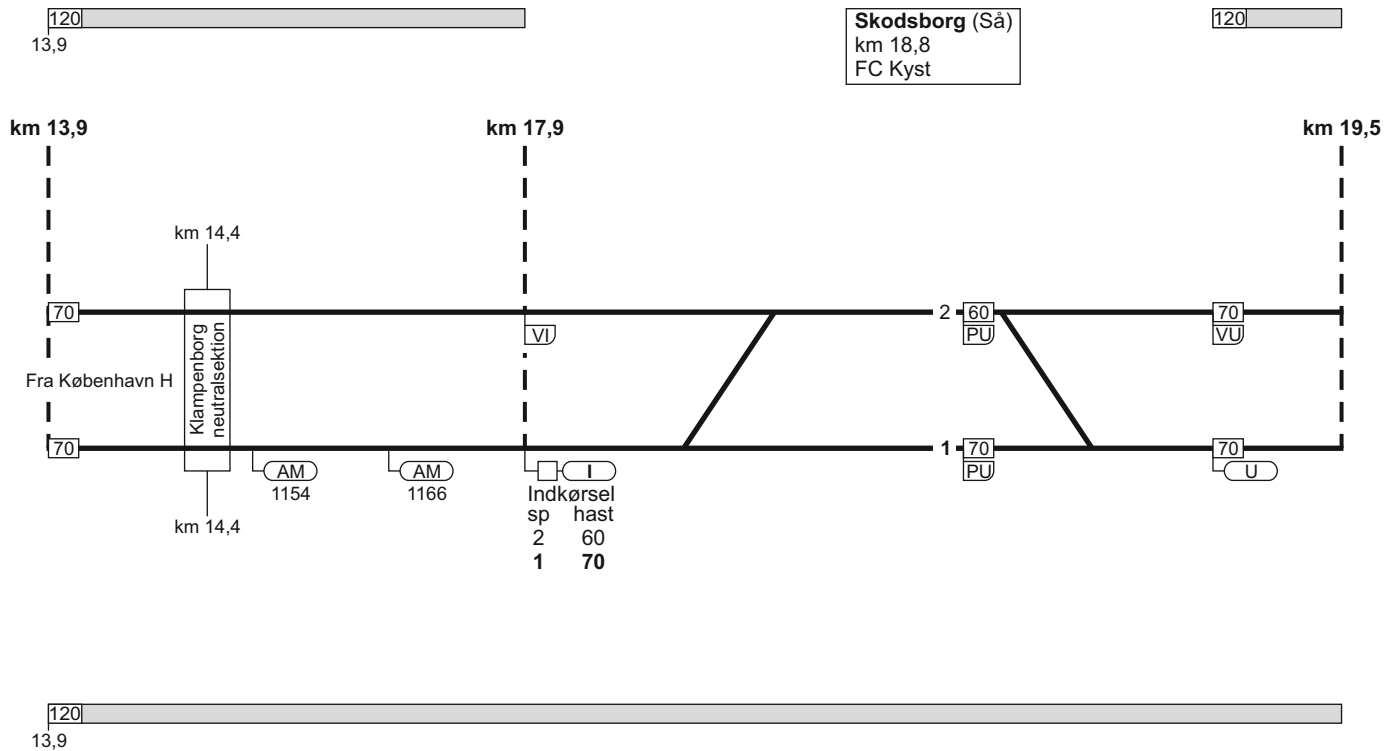 120
13,9
Skodsborg (Så)
km 18,8
FC Kyst
120
km 13,9
km 17,9
km 19,5
km 14,4
70
2
60
70
VI
PU
VU
Fra København H
Klampenborg
neutralsektion
70
1
70
70
AM
1154
AM
1166
I
PU
U
Indkørsel
sp hast
2 60
1 70
km 14,4
120
13,9